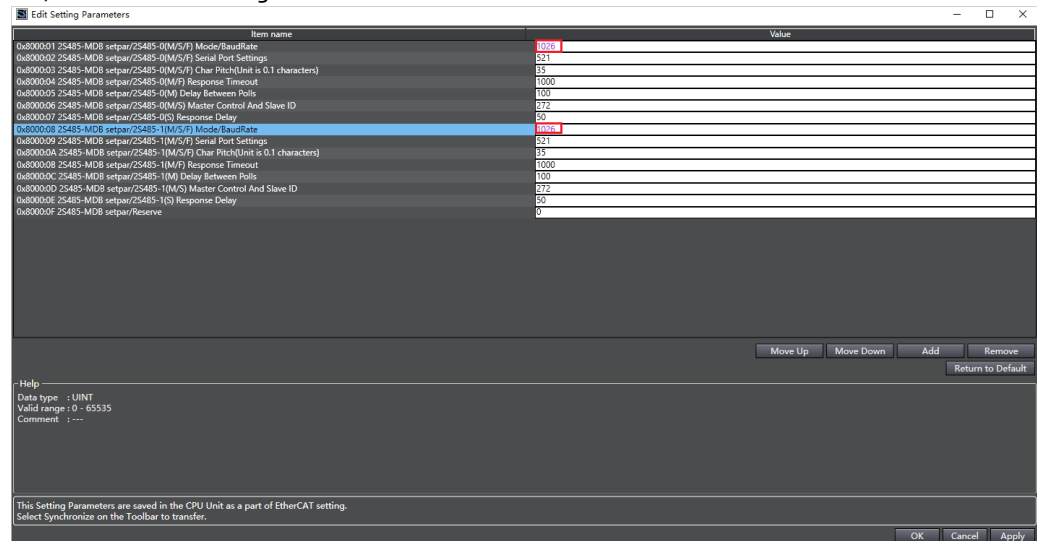 Edit Setting Parameters
Item name Value
0x8000:01 2S485-MDB setpar/2S485-0(M/S/F) Mode/BaudRate 1026
0x8000:02 2S485-MDB setpar/2S485-0(M/S/F) Serial Port Settings 521
0x8000:03 2S485-MDB setpar/2S485-0(M/S/F) Char Pitch(Unit is 0.1 characters) 35
0x8000:04 2S485-MDB setpar/2S485-0(M/F) Response Timeout 1000
0x8000:05 2S485-MDB setpar/2S485-0(M) Delay Between Polls 100
0x8000:06 2S485-MDB setpar/2S485-0(M/S) Master Control And Slave ID 272
0x8000:07 2S485-MDB setpar/2S485-0(S) Response Delay 50
0x8000:08 2S485-MDB setpar/2S485-1(M/S/F) Mode/BaudRate 1026
0x8000:09 2S485-MDB setpar/2S485-1(M/S/F) Serial Port Settings 521
0x8000:0A 2S485-MDB setpar/2S485-1(M/S/F) Char Pitch(Unit is 0.1 characters) 35
0x8000:0B 2S485-MDB setpar/2S485-1(M/F) Response Timeout 1000
0x8000:0C 2S485-MDB setpar/2S485-1(M) Delay Between Polls 100
0x8000:0D 2S485-MDB setpar/2S485-1(M/S) Master Control And Slave ID 272
0x8000:0E 2S485-MDB setpar/2S485-1(S) Response Delay 50
0x8000:0F 2S485-MDB setpar/Reserve 0
Move Up Move Down Add Remove
Return to Default
Help
Data type : UINT
Valid range : 0 - 65535
Comment : ---
This Setting Parameters are saved in the CPU Unit as a part of EtherCAT setting.
Select Synchronize on the Toolbar to transfer.
OK Cancel Apply